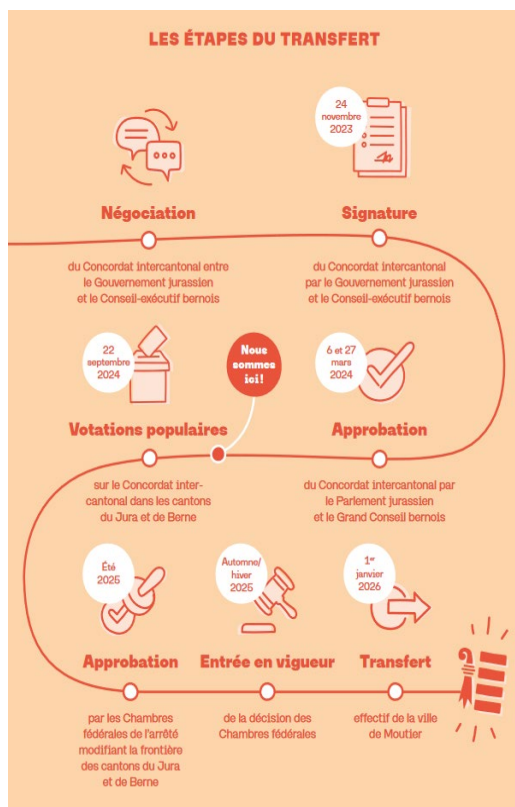 LES ÉTAPES DU TRANSFERT
Négociation
du Concordat intercantonal entre
le Gouvernement jurassien
et le Conseil-exécutif bernois
24
novembre
2023
Signature
du Concordat intercantonal
par le Gouvernement jurassien
et le Conseil-exécutif bernois
6 et 27
mars
2024
Approbation
du Concordat intercantonal par
le Parlement jurassien
et le Grand Conseil bernois
Nous
sommes
ici!
22
septembre
2024
Votations populaires
sur le Concordat inter-
cantonal dans les cantons
du Jura et de Berne
Été
2025
Approbation
par les Chambres
fédérales de l'arrêté
modifiant la frontière
des cantons du Jura
et de Berne
Automne/
hiver
2025
Entrée en vigueur
de la décision des
Chambres fédérales
1er
janvier
2026
Transfert
effectif de la ville
de Moutier